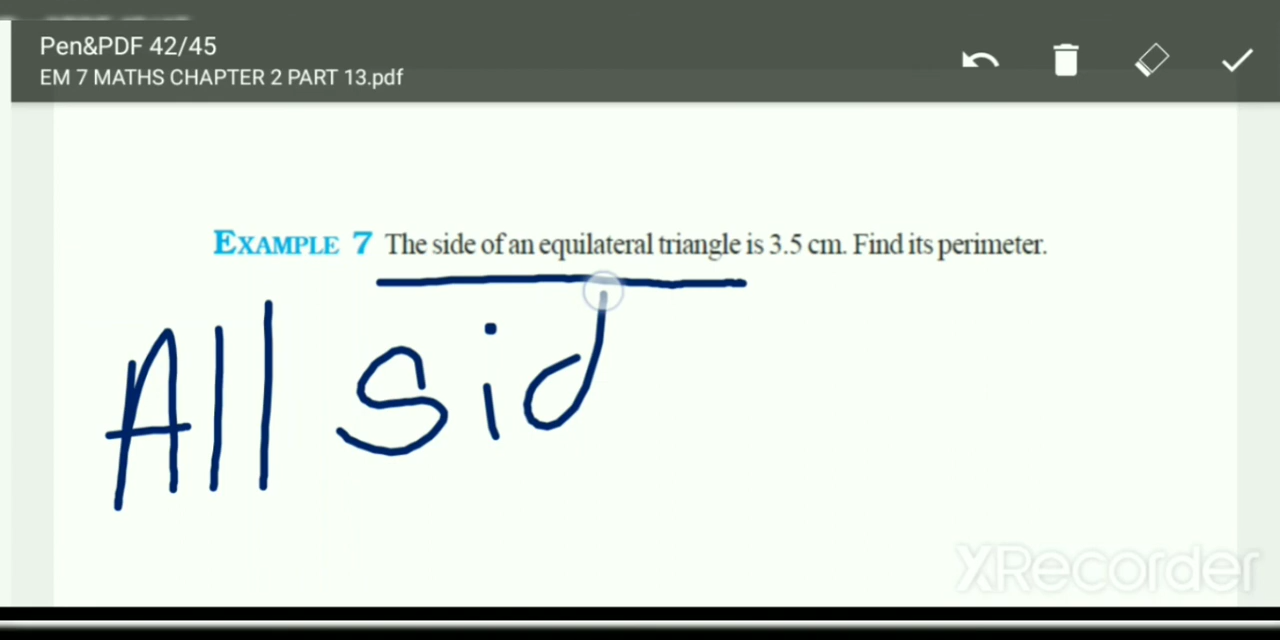 Pen&PDF 42/45
EM 7 MATHS CHAPTER 2 PART 13.pdf
EXAMPLE 7 The side of an equilateral triangle is 3.5 cm. Find its perimeter.
All Sid
XRecorder